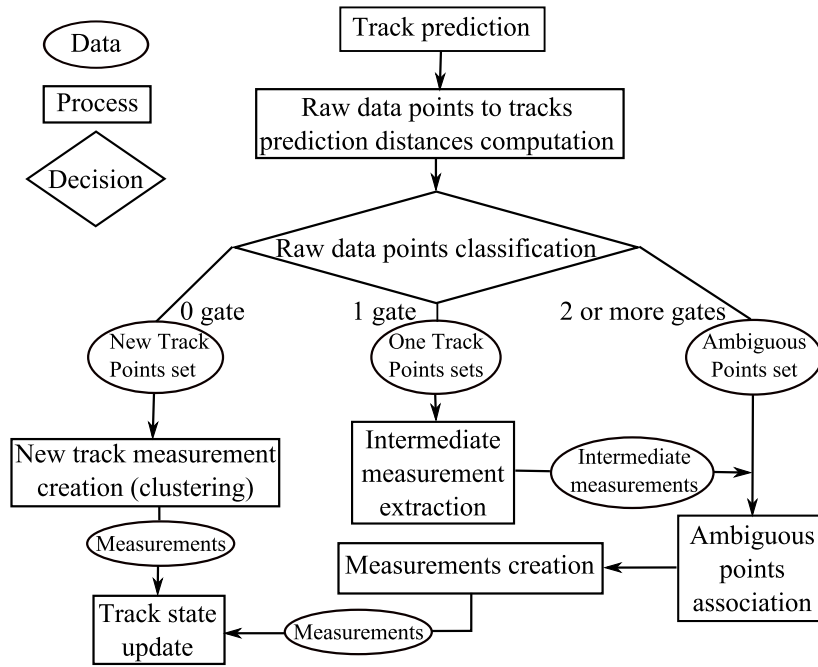 Data
Process
Decision
Track prediction
Raw data points to tracks
prediction distances computation
Raw data points classification
0 gate
1 gate
2 or more gates
New Track
Points set
One Track
Points sets
Ambiguous
Points set
New track measurement
creation (clustering)
Intermediate
measurement
extraction
Intermediate
measurements
Measurements
Ambiguous
points
association
Measurements creation
Track state
update
Measurements